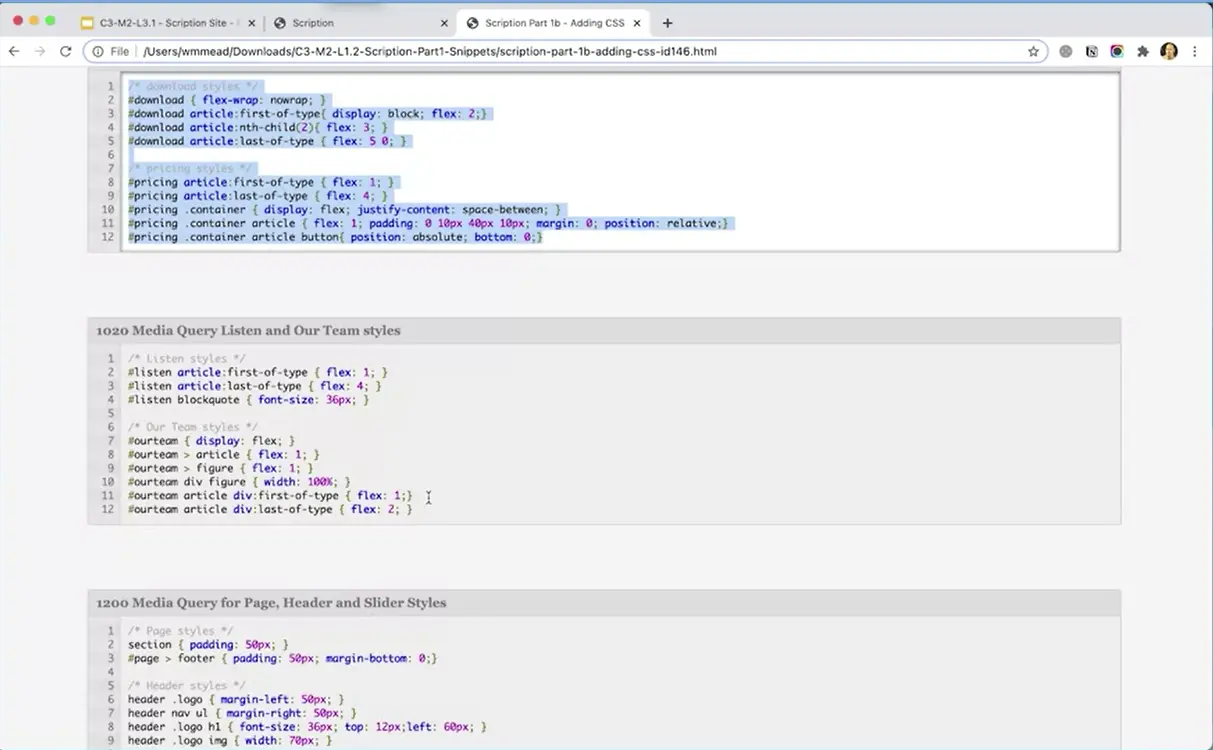 C3-M2-L3.1 - Scription Site -
Scription
Scription Part 1b - Adding CSS
File /Users/wmmead/Downloads/C3-M2-L1.2-Scription-Part1-Snippets/scription-part-1b-adding-css-id146.html
1 /* download styles */
2 #download { flex-wrap: nowrap; }
3 #download article:first-of-type{ display: block; flex: 2;}
4 #download article:nth-child(2){ flex: 3; }
5 #download article:last-of-type { flex: 5 0; }
6
7 /* pricing styles */
8 #pricing article:first-of-type { flex: 1; }
9 #pricing article:last-of-type { flex: 4; }
10 #pricing .container { display: flex; justify-content: space-between; }
11 #pricing .container article { flex: 1; padding: 0 10px 40px 10px; margin: 0; position: relative;}
12 #pricing .container article button{ position: absolute; bottom: 0;}
1020 Media Query Listen and Our Team styles
1 /* Listen styles */
2 #listen article:first-of-type { flex: 1; }
3 #listen article:last-of-type { flex: 4; }
4 #listen blockquote { font-size: 36px; }
5
6 /* Our Team styles */
7 #ourteam { display: flex; }
8 #ourteam > article { flex: 1; }
9 #ourteam > figure { flex: 1; }
10 #ourteam div figure { width: 100%; }
11 #ourteam article div:first-of-type { flex: 1;}
12 #ourteam article div:last-of-type { flex: 2; }
1200 Media Query for Page, Header and Slider Styles
1 /* Page styles */
2 section { padding: 50px; }
3 #page > footer { padding: 50px; margin-bottom: 0;}
4
5 /* Header styles */
6 header .logo { margin-left: 50px; }
7 header nav ul { margin-right: 50px; }
8 header .logo h1 { font-size: 36px; top: 12px;left: 60px; }
9 header .logo img { width: 70px; }